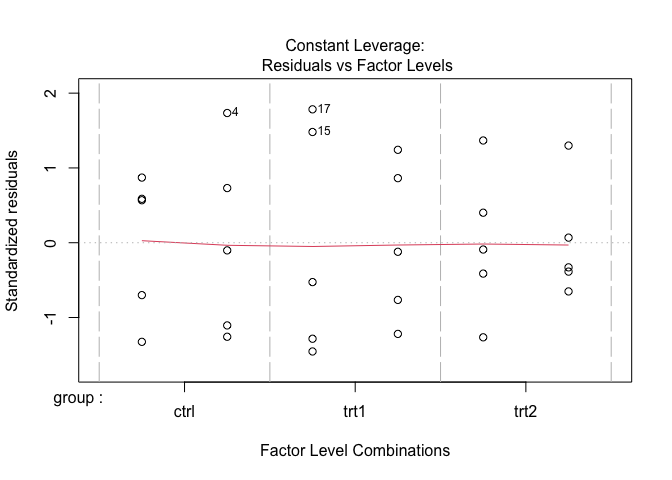 Constant Leverage:
Residuals vs Factor Levels
Standardized residuals
2
1
0
-1
4
17
15
group :
ctrl trt1 trt2
Factor Level Combinations